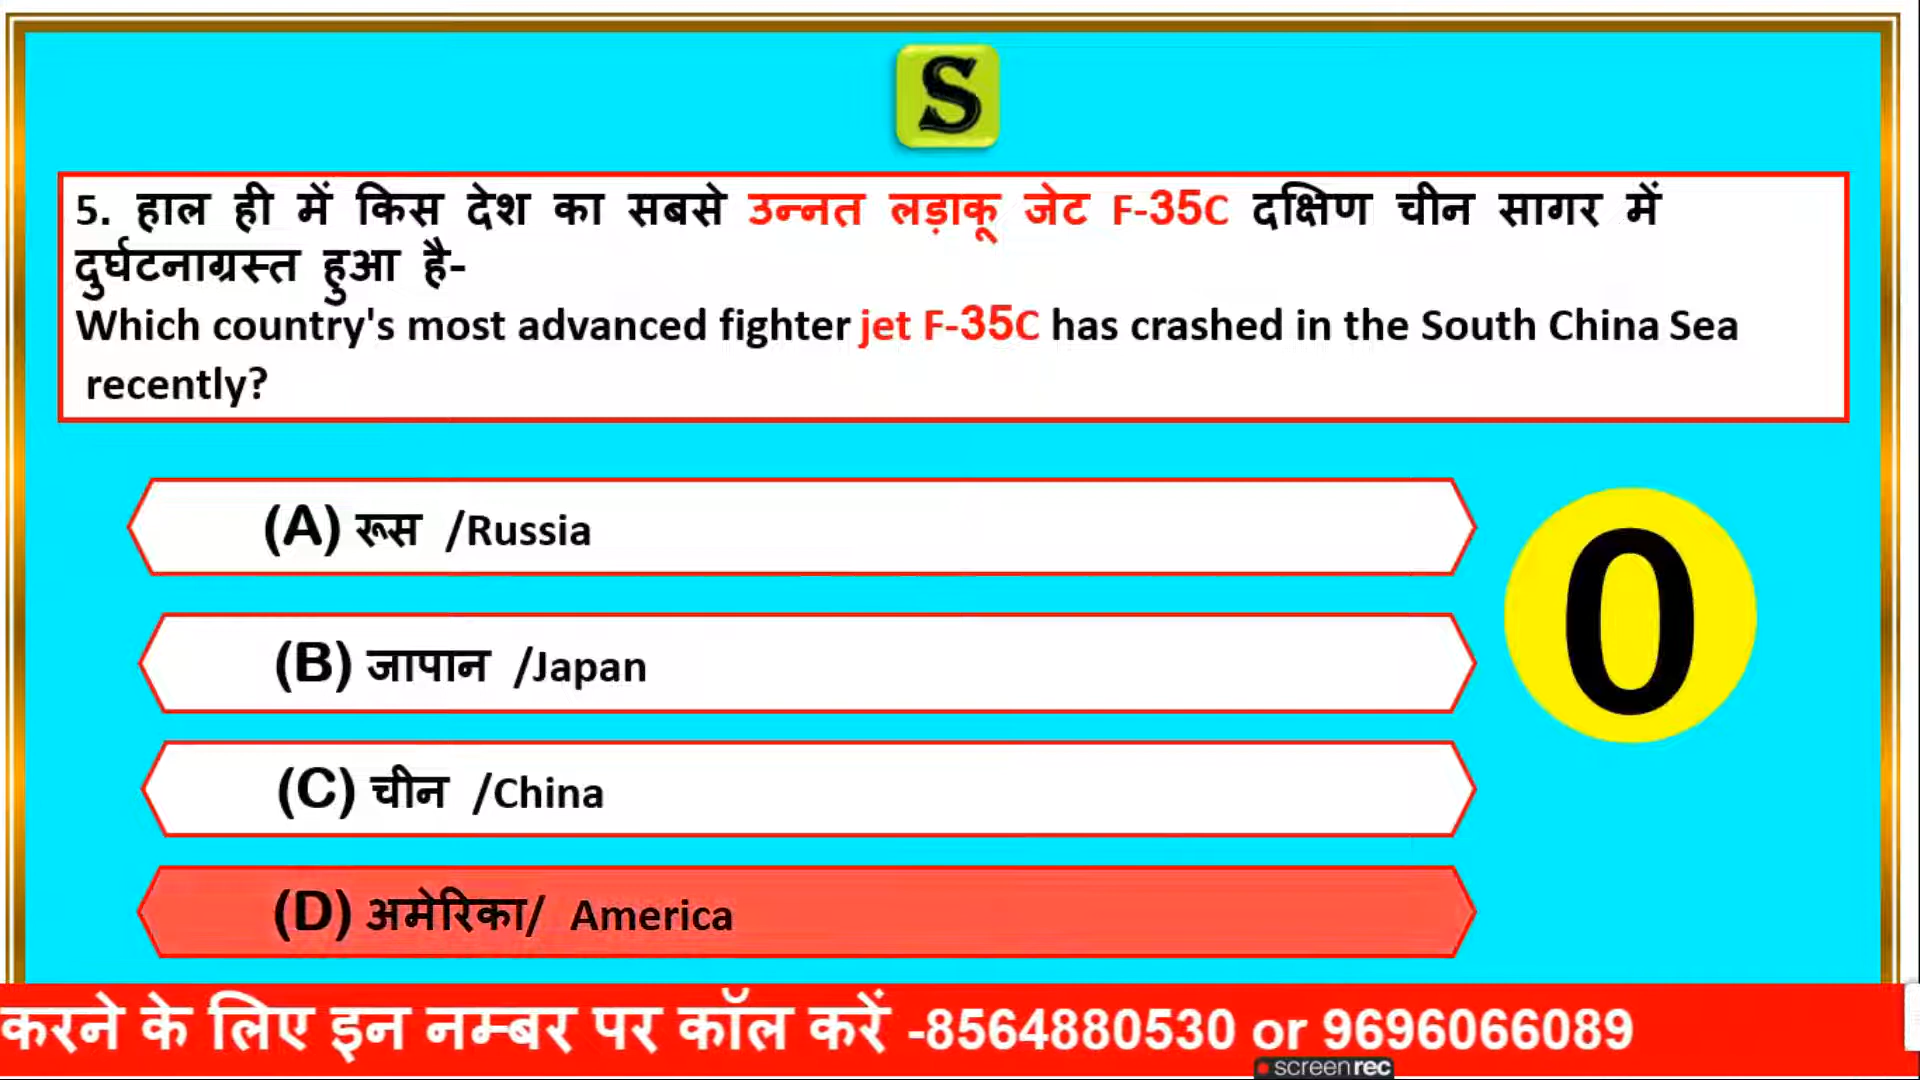 S
5. हाल ही में किस देश का सबसे उन्नत लड़ाकू जेट F-35C दक्षिण चीन सागर में
दुर्घटनाग्रस्त हुआ है-
Which country's most advanced fighter jet F-35C has crashed in the South China Sea
recently?
(A) रूस /Russia
(B) जापान /Japan
(C) चीन /China
(D) अमेरिका/ America
0
करने के लिए इन नम्बर पर कॉल करें -8564880530 or 9696066089
screenrec